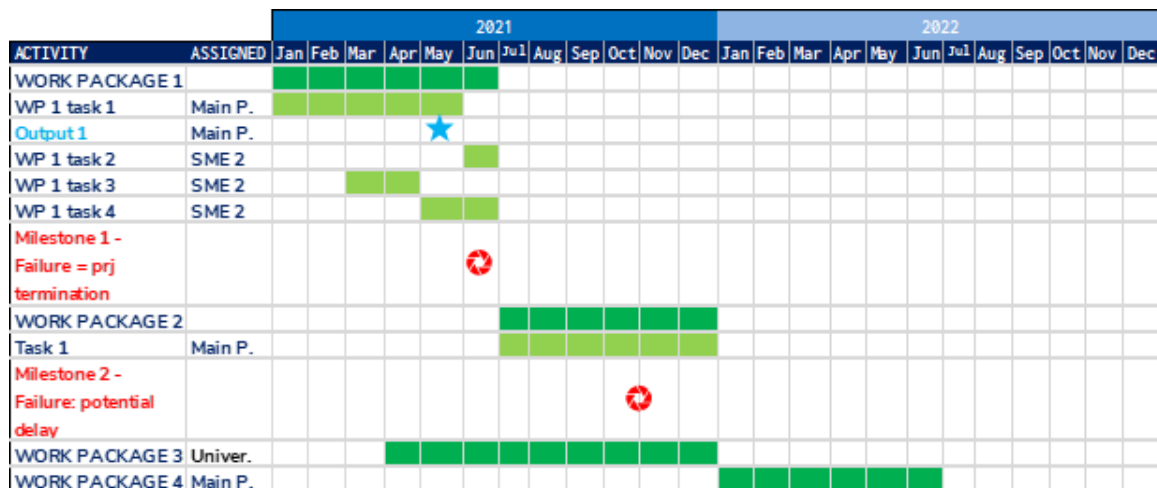 2021 2022
ACTIVITY ASSIGNED Jan Feb Mar Apr May Jun Jul Aug Sep Oct Nov Dec Jan Feb Mar Apr May Jun Jul Aug Sep Oct Nov Dec
WORK PACKAGE 1
WP 1 task 1 Main P.
Output 1 Main P.
WP 1 task 2 SME 2
WP 1 task 3 SME 2
WP 1 task 4 SME 2
Milestone 1 -
Failure = prj
termination
WORK PACKAGE 2
Task 1 Main P.
Milestone 2 -
Failure: potential
delay
WORK PACKAGE 3 Univer.
WORK PACKAGE 4 Main P.